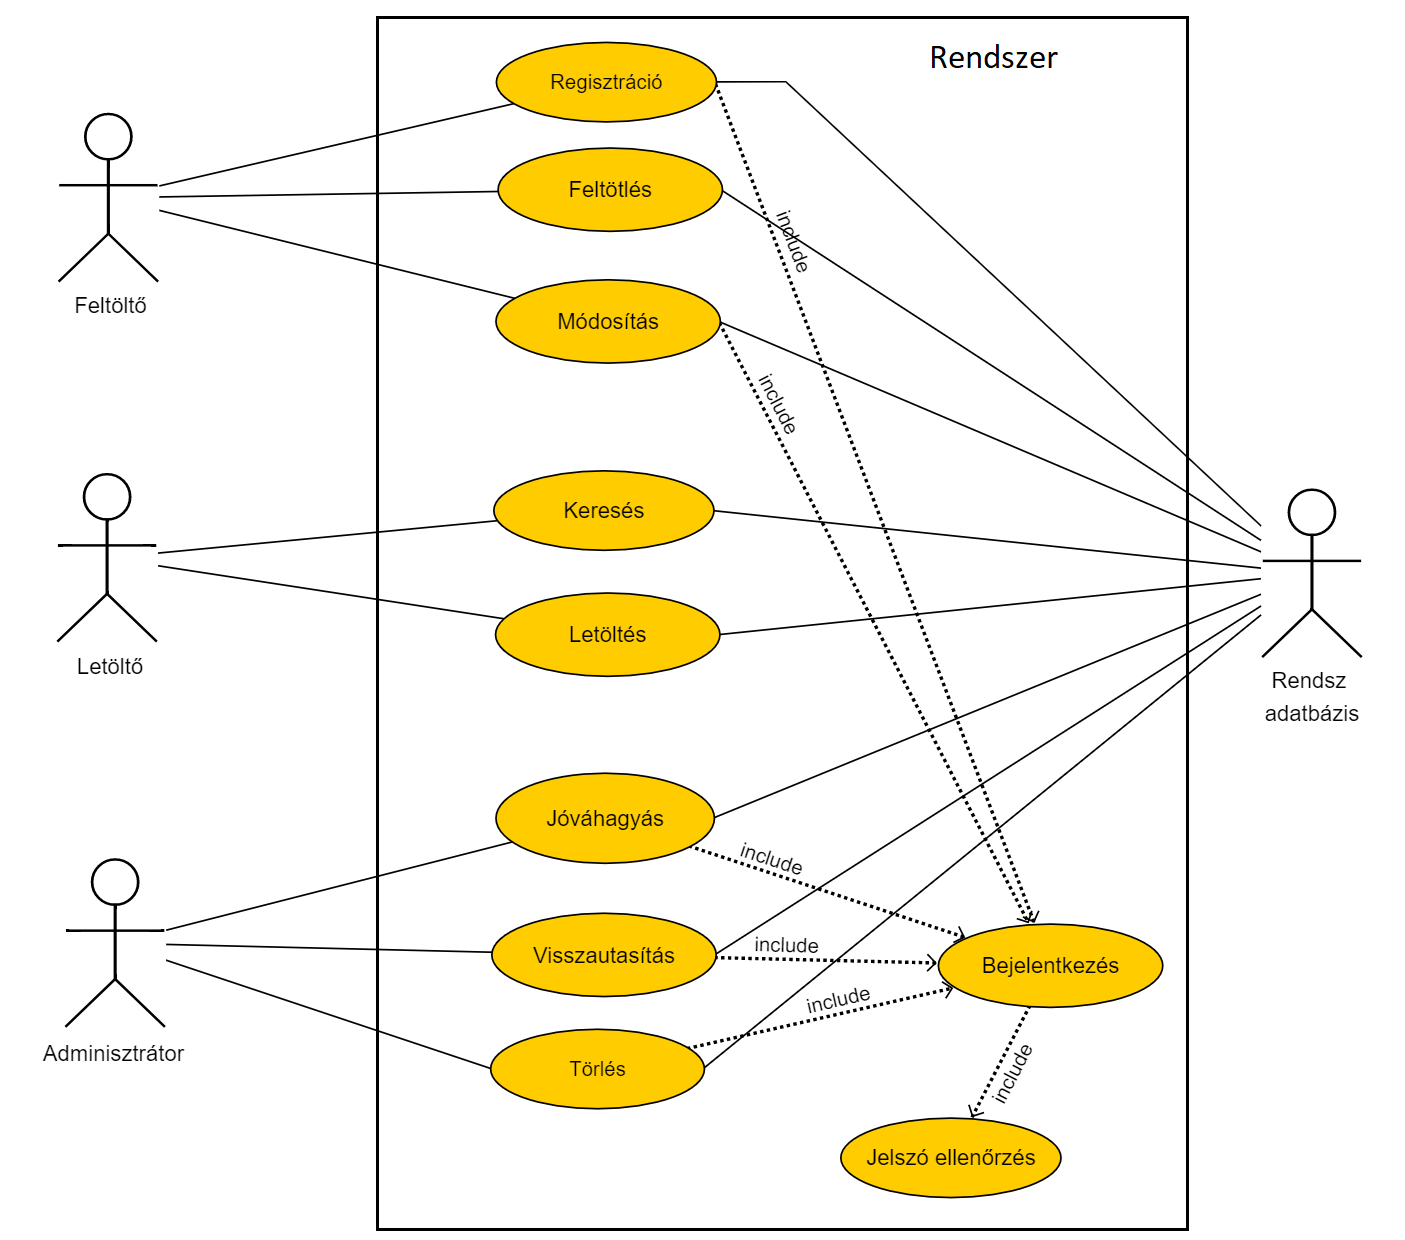 Rendszer
Regisztráció
Feltötlés
include
Feltöltő
Módosítás
include
Keresés
Letöltés
Letöltő
Rendsz
adatbázis
Jóváhagyás
include
Visszautasítás
include
Bejelentkezés
include
Adminisztrátor
Törlés
include
Jelszó ellenőrzés